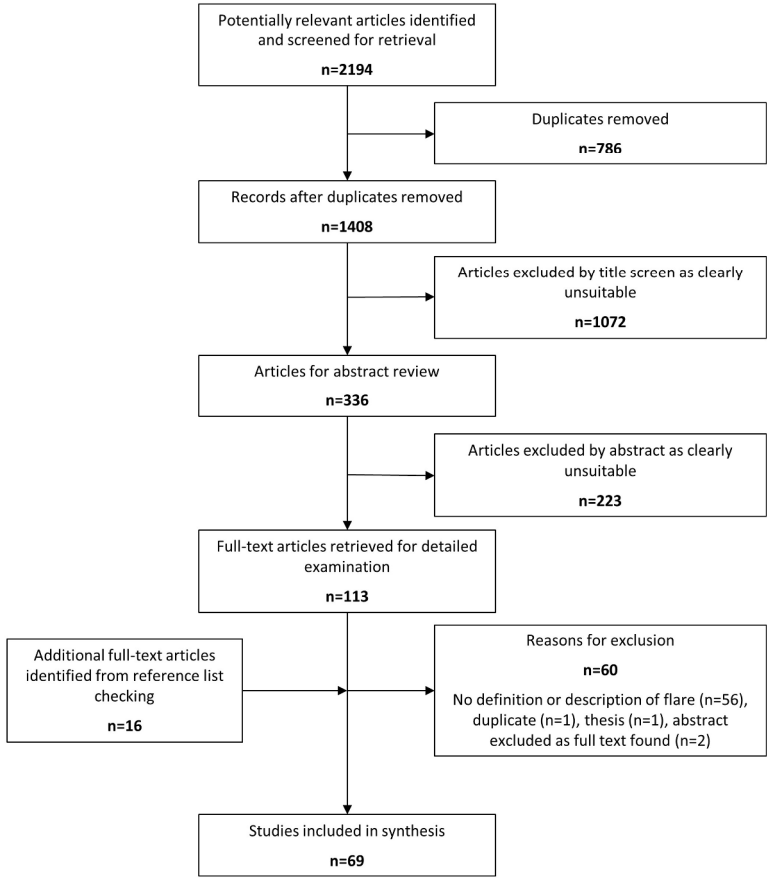 Potentially relevant articles identified
and screened for retrieval
n=2194
Duplicates removed
n=786
Records after duplicates removed
n=1408
Articles excluded by title screen as clearly
unsuitable
n=1072
Articles for abstract review
n=336
Articles excluded by abstract as clearly
unsuitable
n=223
Full-text articles retrieved for detailed
examination
n=113
Additional full-text articles
identified from reference list
checking
n=16
Reasons for exclusion
n=60
No definition or description of flare (n=56),
duplicate (n=1), thesis (n=1), abstract
excluded as full text found (n=2)
Studies included in synthesis
n=69